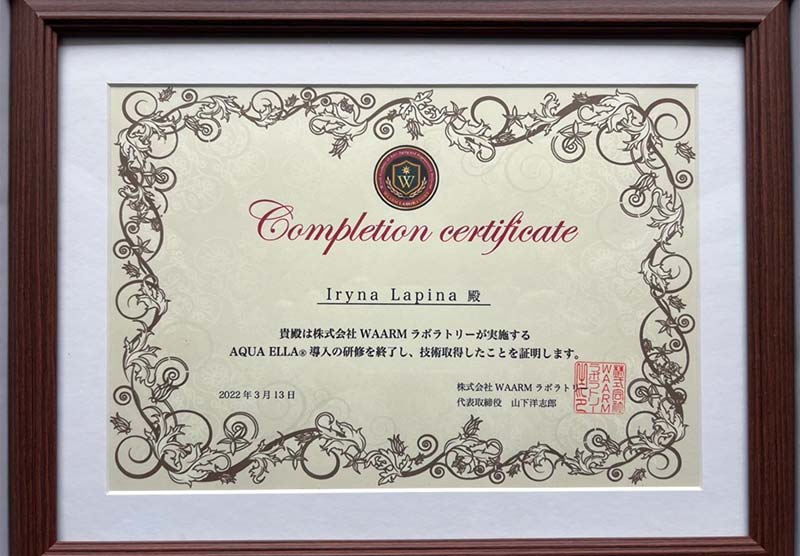 W
Completion certificate
Iryna Lapina 殿
貴殿は株式会社 WAARM ラボラトリーが実施する
AQUA ELLA® 導入の研修を終了し、技術取得したことを証明します。
2022 年 3 月 13 日
株式会社 WAARM ラボラトリー
代表取締役 山下洋志郎